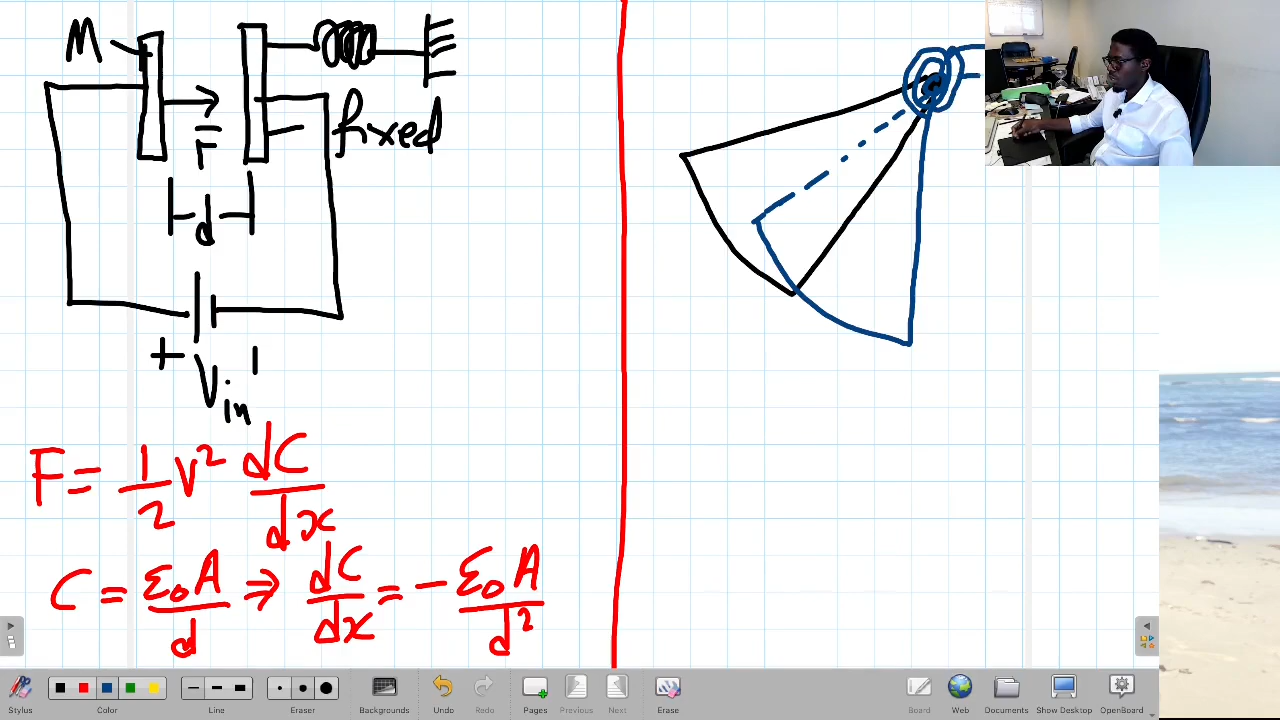 M
F
fixed
d
+ Vin -
F = 1/2 V² dC/dx
C = ε₀A/d ⇒ dC/dx = - ε₀A/d²
Stylus Color Line Eraser Backgrounds Undo Redo Pages Previous Next Erase Board Web Documents Show Desktop OpenBoard